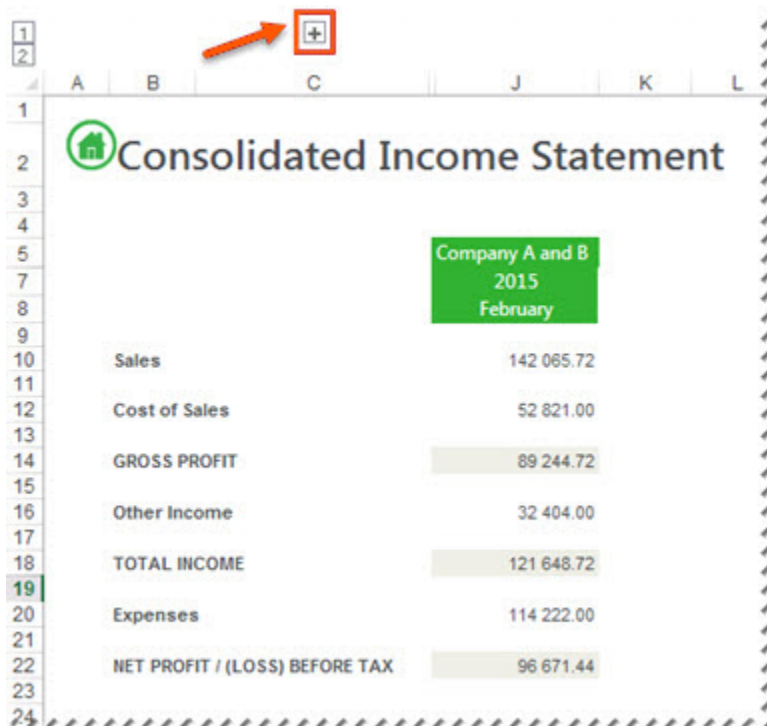 1
2
A B C J K L
1
2 Consolidated Income Statement
3
4
5 Company A and B
7 2015
8 February
9
10 Sales 142 065.72
11
12 Cost of Sales 52 821.00
13
14 GROSS PROFIT 89 244.72
15
16 Other Income 32 404.00
17
18 TOTAL INCOME 121 648.72
19
20 Expenses 114 222.00
21
22 NET PROFIT / (LOSS) BEFORE TAX 96 671.44
23
24